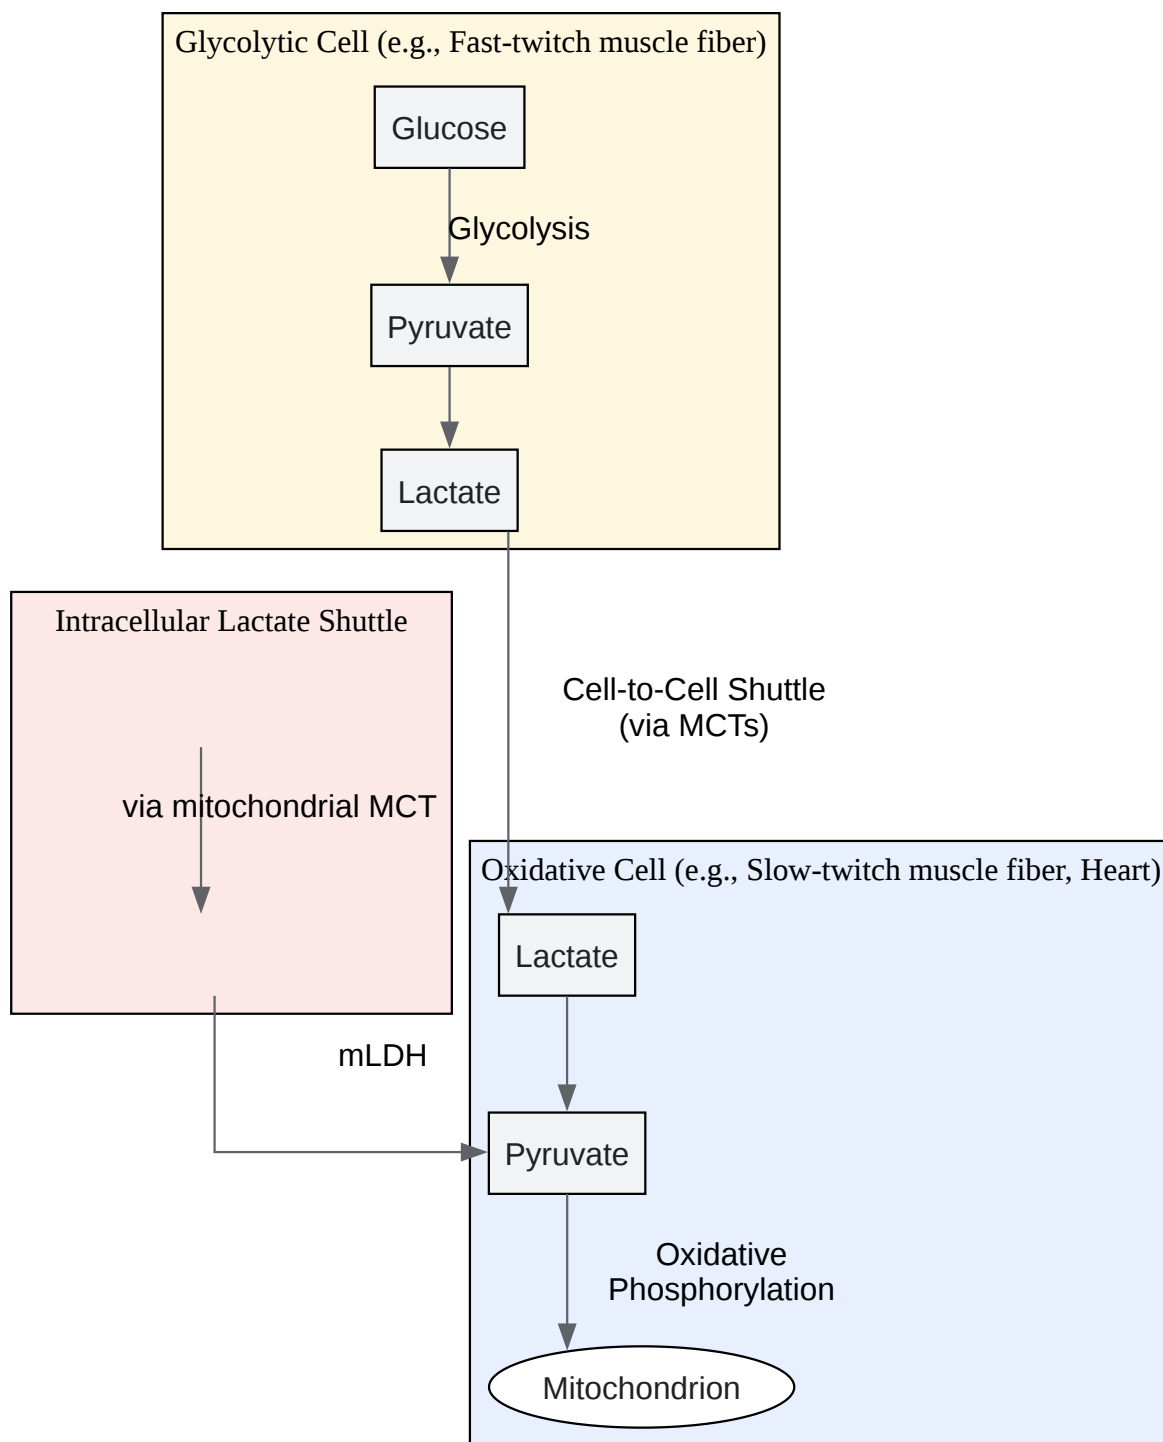 Glycolytic Cell (e.g., Fast-twitch muscle fiber)
Glucose
Glycolysis
Pyruvate
Lactate
Intracellular Lactate Shuttle
Cell-to-Cell Shuttle
(via MCTs)
via mitochondrial MCT
Oxidative Cell (e.g., Slow-twitch muscle fiber, Heart)
Lactate
mLDH
Pyruvate
Oxidative
Phosphorylation
Mitochondrion